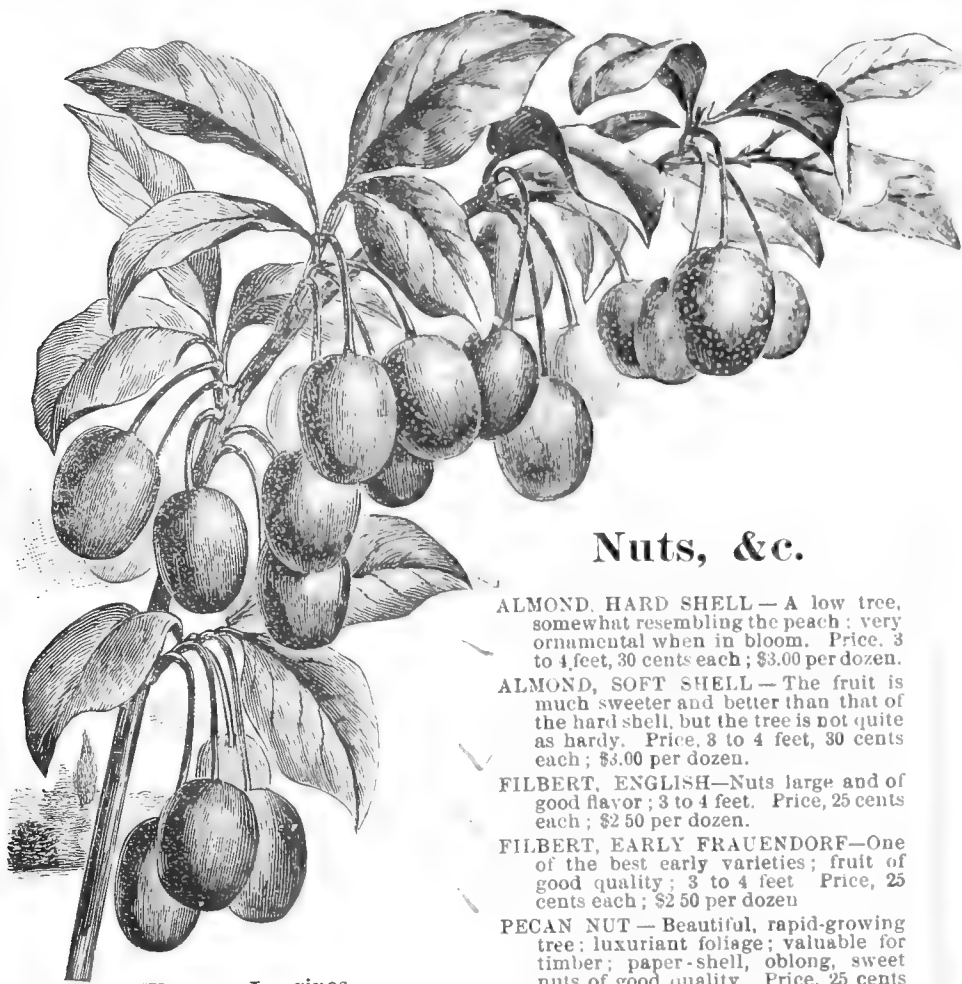 Nuts, &c.
ALMOND, HARD SHELL — A low tree,
somewhat resembling the peach; very
ornamental when in bloom. Price, 3
to 4 feet, 30 cents each; $3.00 per dozen.
ALMOND, SOFT SHELL — The fruit is
much sweeter and better than that of
the hard shell, but the tree is not quite
as hardy. Price, 3 to 4 feet, 30 cents
each; $3.00 per dozen.
FILBERT, ENGLISH—Nuts large and of
good flavor; 3 to 4 feet. Price, 25 cents
each; $2 50 per dozen.
FILBERT, EARLY FRAUENDORF—One
of the best early varieties; fruit of
good quality; 3 to 4 feet Price, 25
cents each; $2 50 per dozen
PECAN NUT — Beautiful, rapid-growing
tree; luxuriant foliage; valuable for
timber; paper-shell, oblong, sweet
nuts of good quality. Price, 25 cents